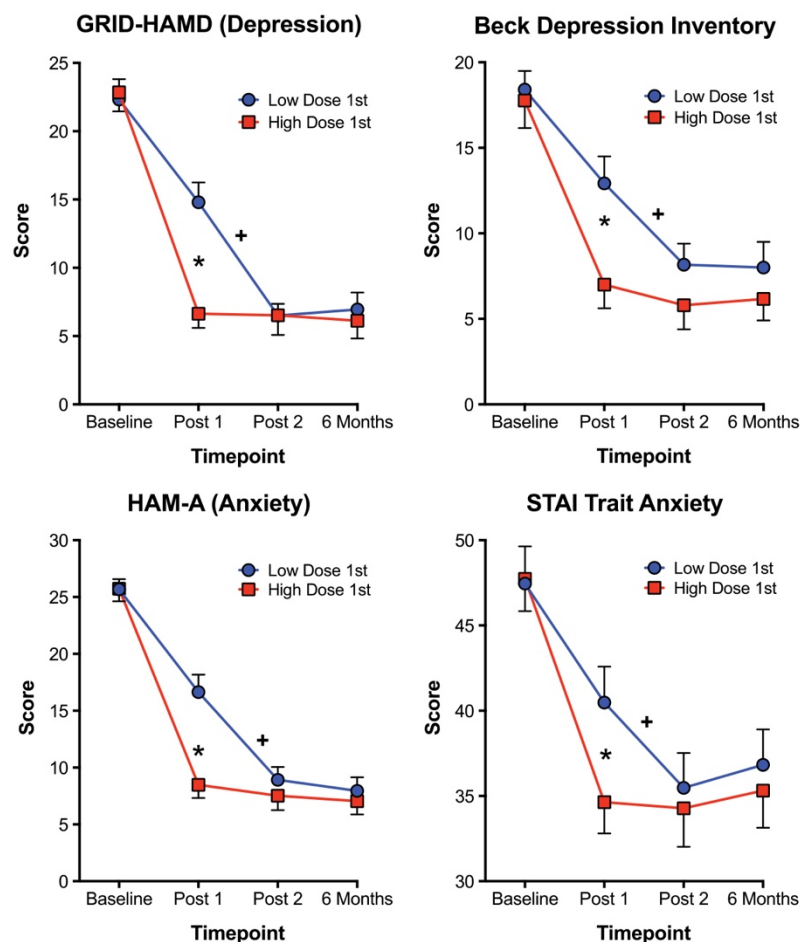 GRID-HAMD (Depression)
25
20
15
10
5
0
Score
Low Dose 1st
High Dose 1st
*
+
Baseline Post 1 Post 2 6 Months
Timepoint
Beck Depression Inventory
20
15
10
5
0
Score
Low Dose 1st
High Dose 1st
*
+
Baseline Post 1 Post 2 6 Months
Timepoint
HAM-A (Anxiety)
30
25
20
15
10
5
0
Score
Low Dose 1st
High Dose 1st
*
+
Baseline Post 1 Post 2 6 Months
Timepoint
STAI Trait Anxiety
50
45
40
35
30
Score
Low Dose 1st
High Dose 1st
*
+
Baseline Post 1 Post 2 6 Months
Timepoint